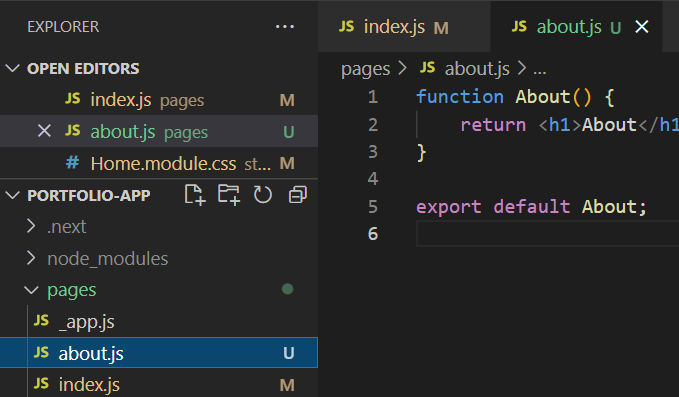 EXPLORER ...
OPEN EDITORS
JS index.js pages M
JS about.js pages U
# Home.module.css st... M
PORTFOLIO-APP
.next
node_modules
pages
JS _app.js
JS about.js U
JS index.js M
JS index.js M JS about.js U
pages > JS about.js > ...
1 function About() {
2 return <h1>About</h1
3 }
4
5 export default About;
6